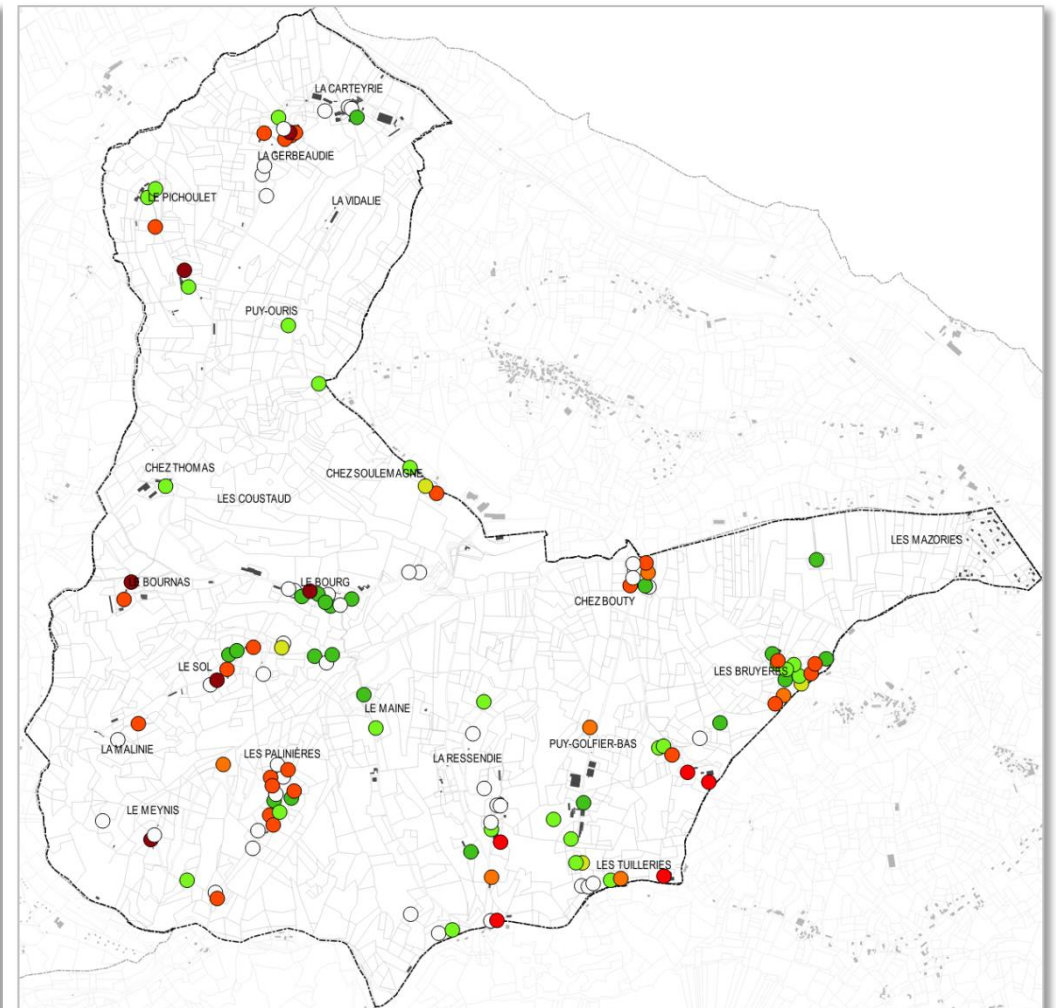 LA CARTEYRIE
LA GERBEAUDIE
LE PICHOULET
LA VIDALIE
PUY-OURIS
CHEZ THOMAS
CHEZ SOULEMAGNE
LES COUSTAUD
LES MAZORIES
LE BOURNAS
LE BOURG
CHEZ BOUTY
LE SOL
LES BRUYERES
LE MAINE
LA MALINIE
LES PALINIÈRES
LA RESSENDIE
PUY-GOLFIER-BAS
LE MEYNIS
LES TUILLERIES